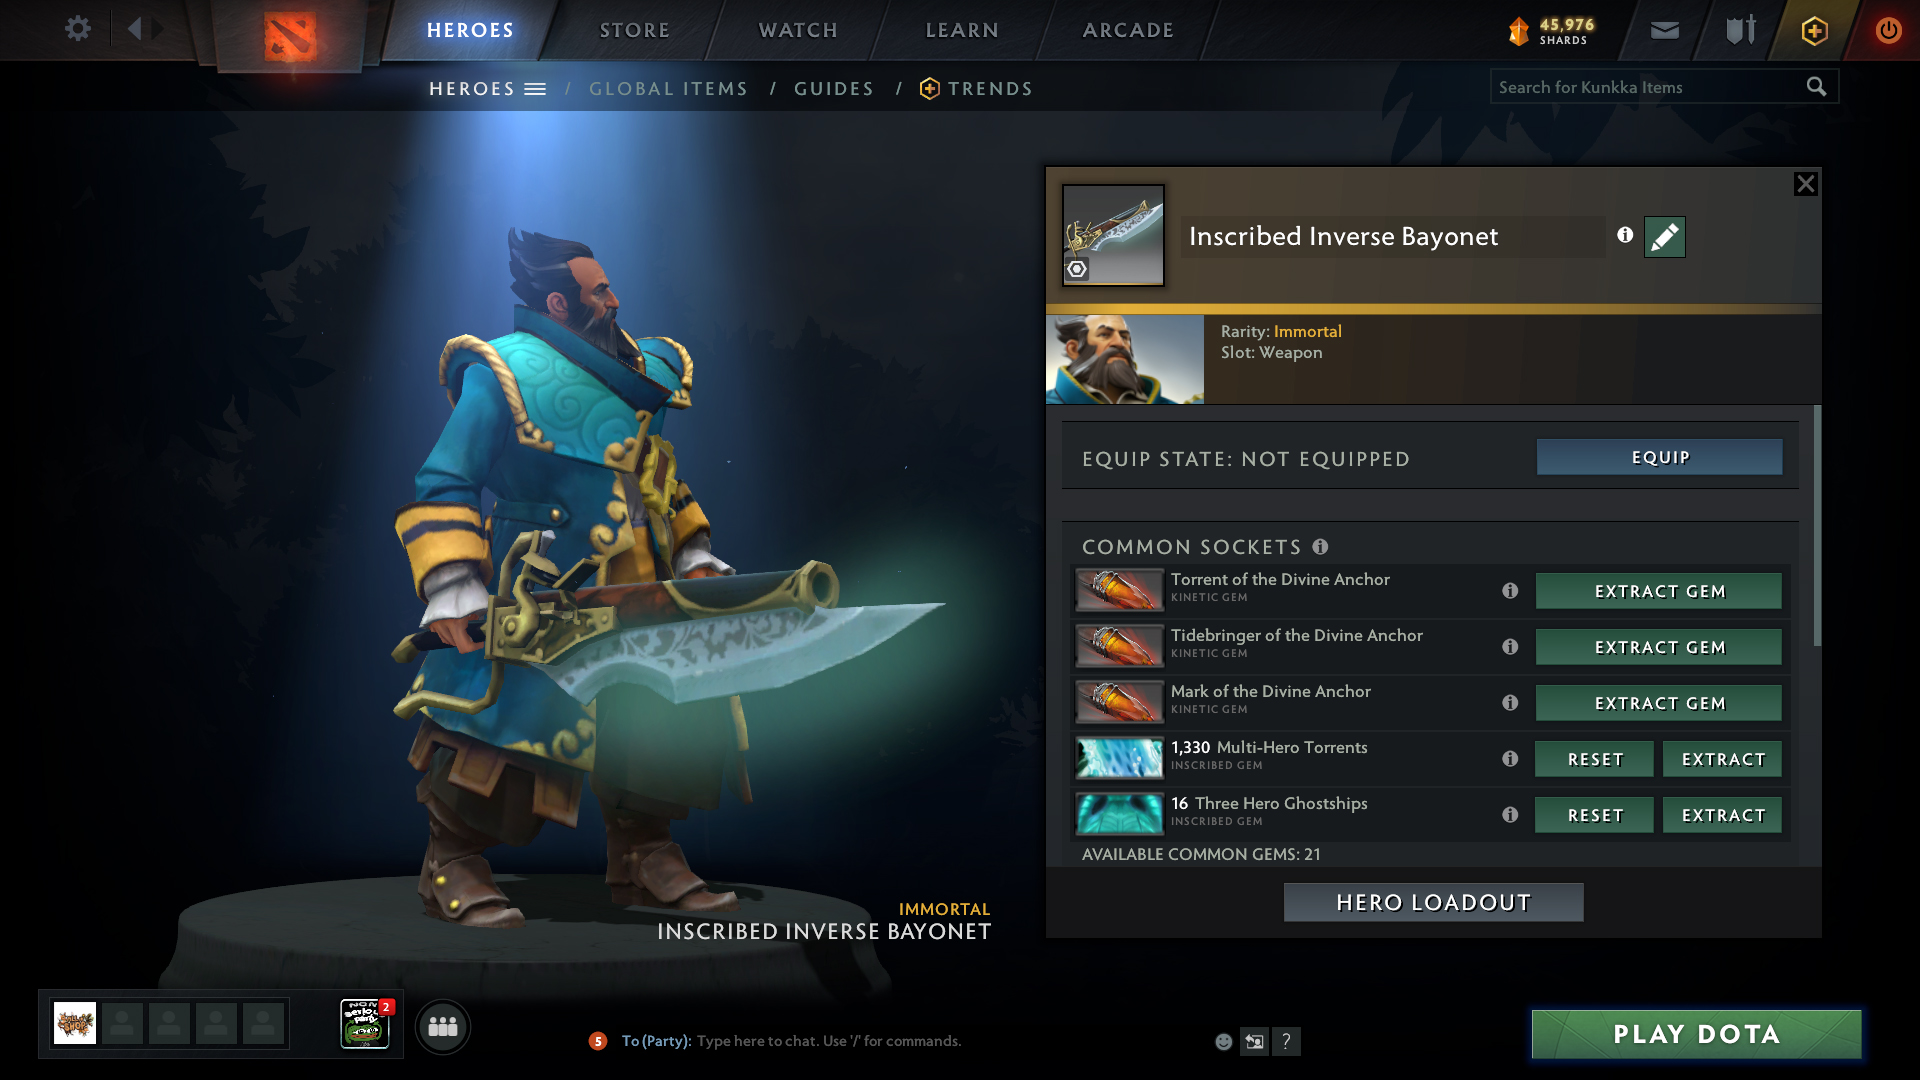 HEROES
STORE
WATCH
LEARN
ARCADE
45,976
SHARDS
HEROES / GLOBAL ITEMS / GUIDES / TRENDS
Search for Kunkka Items
Inscribed Inverse Bayonet
Rarity: Immortal
Slot: Weapon
EQUIP STATE: NOT EQUIPPED
EQUIP
COMMON SOCKETS
Torrent of the Divine Anchor
KINETIC GEM
EXTRACT GEM
Tidebringer of the Divine Anchor
KINETIC GEM
EXTRACT GEM
Mark of the Divine Anchor
KINETIC GEM
EXTRACT GEM
1,330 Multi-Hero Torrents
INSCRIBED GEM
RESET
EXTRACT
16 Three Hero Ghostships
INSCRIBED GEM
RESET
EXTRACT
AVAILABLE COMMON GEMS: 21
HERO LOADOUT
IMMORTAL
INSCRIBED INVERSE BAYONET
2
5
To (Party): Type here to chat. Use '/' for commands.
?
PLAY DOTA